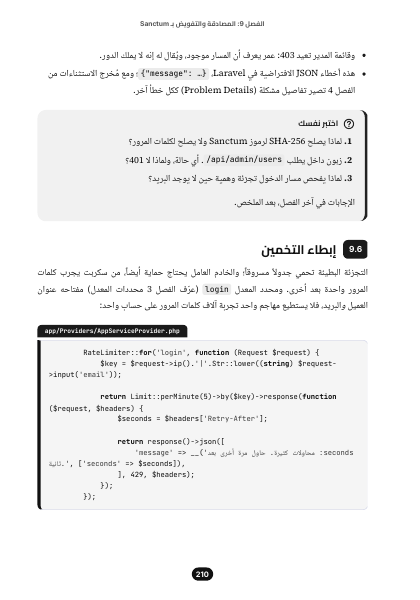 الفصل 9: المصادقة والتفويض بـ Sanctum
• وقائمة المدير تعيد 403: عمر يعرف أن المسار موجود، ويُقال له إنه لا يملك الدور.
• هذه أخطاء JSON الافتراضية في Laravel، {"message": …}؛ ومع مُخرج الاستثناءات من
الفصل 4 تصير تفاصيل مشكلة (Problem Details) ككل خطأ آخر.
اختبر نفسك
1. لماذا يصلح SHA-256 لرموز Sanctum ولا يصلح لكلمات المرور؟
2. زبون داخل يطلب /api/admin/users. أي حالة، ولماذا لا 401؟
3. لماذا يفحص مسار الدخول تجزئة وهمية حين لا يوجد البريد؟
الإجابات في آخر الفصل، بعد الملخص.
9.6 إبطاء التخمين
التجزئة البطيئة تحمي جدولاً مسروقاً؛ والخادم العامل يحتاج حماية أيضاً، من سكربت يجرب كلمات
المرور واحدة بعد أخرى. ومحدد المعدل login (عرّف الفصل 3 محددات المعدل) مفتاحه عنوان
العميل والبريد، فلا يستطيع مهاجم واحد تجربة آلاف كلمات المرور على حساب واحد:
app/Providers/AppServiceProvider.php
RateLimiter::for('login', function (Request $request) {
$key = $request->ip().'|'.Str::lower((string) $request-
>input('email'));
return Limit::perMinute(5)->by($key)->response(function
($request, $headers) {
$seconds = $headers['Retry-After'];
return response()->json([
'message' => __('محاولات كثيرة. حاول مرة أخرى بعد :seconds
ثانية.', ['seconds' => $seconds]),
], 429, $headers);
});
});
210